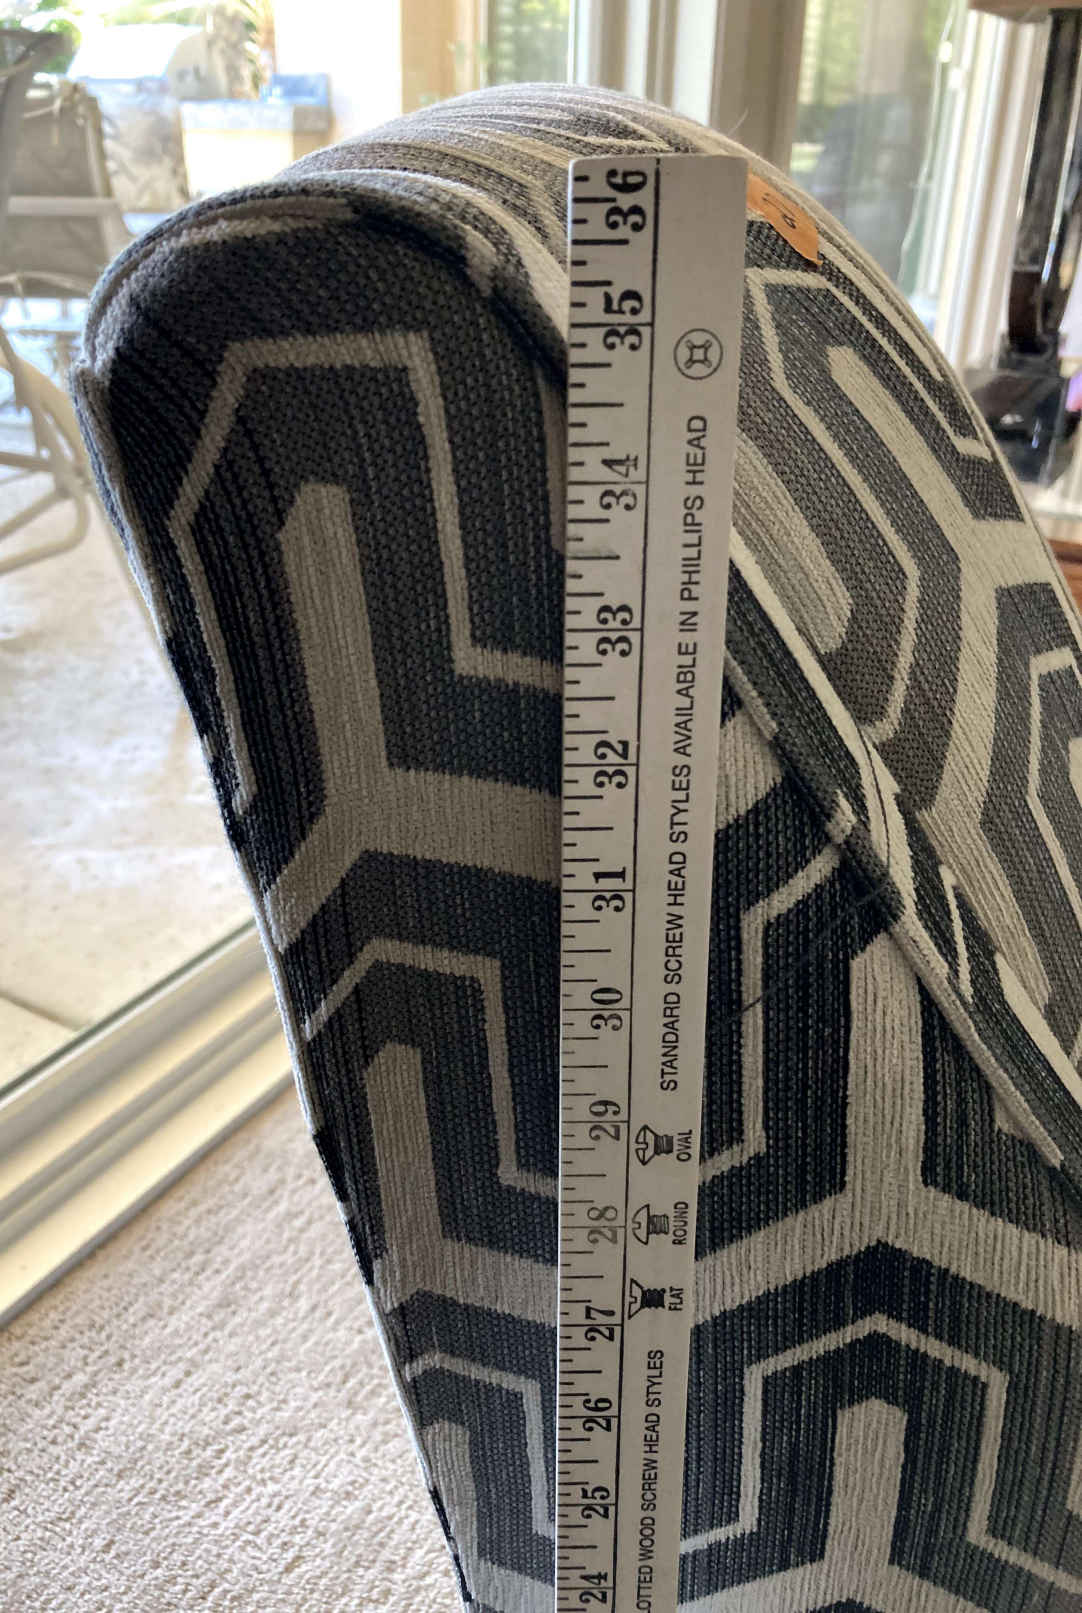 36
35
34
33
32
31
30
29
28
27
26
25
24
STANDARD SCREW HEAD STYLES AVAILABLE IN PHILLIPS HEAD
OVAL
ROUND
FLAT
WOOD SCREW HEAD STYLES